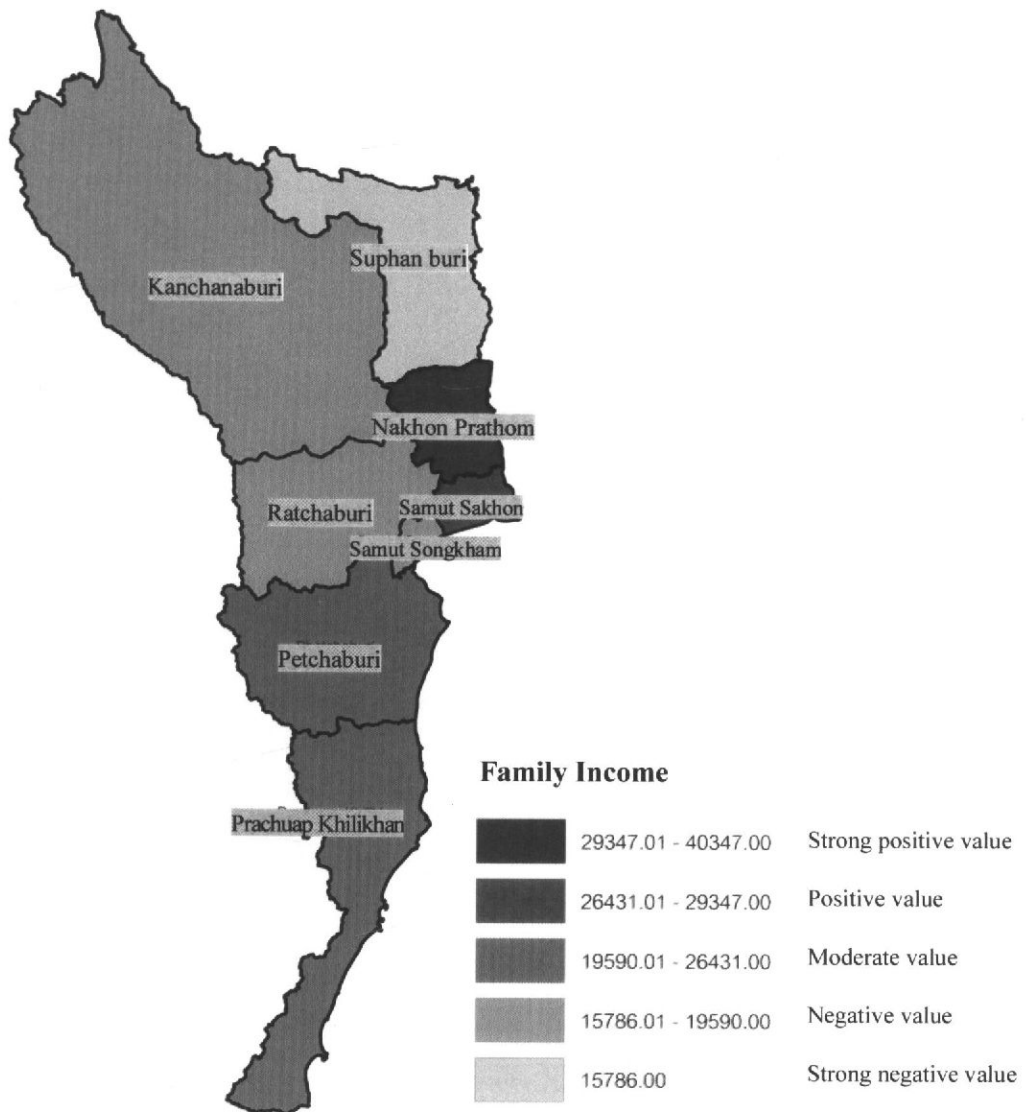 Suphan buri
Kanchanaburi
Nakhon Prathom
Ratchaburi
Samut Sakhon
Samut Songkham
Petchaburi
Prachuap Khilikhan
Family Income
29347.01 - 40347.00 Strong positive value
26431.01 - 29347.00 Positive value
19590.01 - 26431.00 Moderate value
15786.01 - 19590.00 Negative value
15786.00 Strong negative value